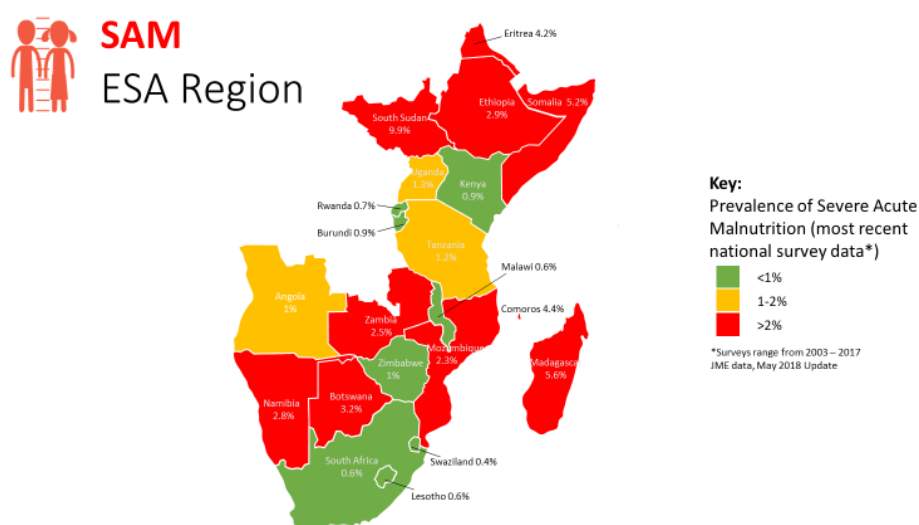 SAM
ESA Region
Eritrea 4.2%
Ethiopia
2.9%
Somalia 5.2%
South Sudan
9.9%
Uganda
1.3%
Kenya
0.9%
Rwanda 0.7%
Burundi 0.9%
Tanzania
1.2%
Malawi 0.6%
Angola
1%
Zambia
2.5%
Comoros 4.4%
Mozambique
2.3%
Madagasca
5.6%
Zimbabwe
1%
Namibia
2.8%
Botswana
3.2%
South Africa
0.6%
Swaziland 0.4%
Lesotho 0.6%
Key:
Prevalence of Severe Acute
Malnutrition (most recent
national survey data*)
<1%
1-2%
>2%
*Surveys range from 2003 – 2017
JME data, May 2018 Update